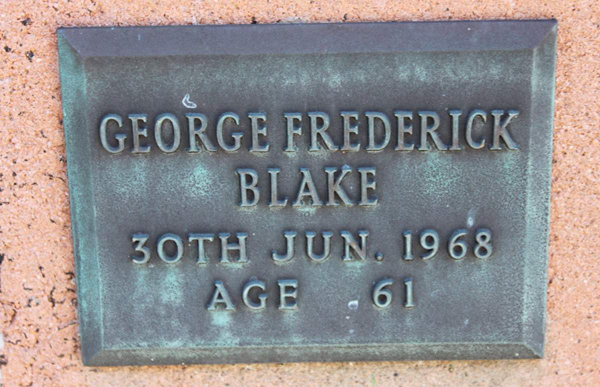 GEORGE FREDERICK
BLAKE
30TH JUN. 1968
AGE 61